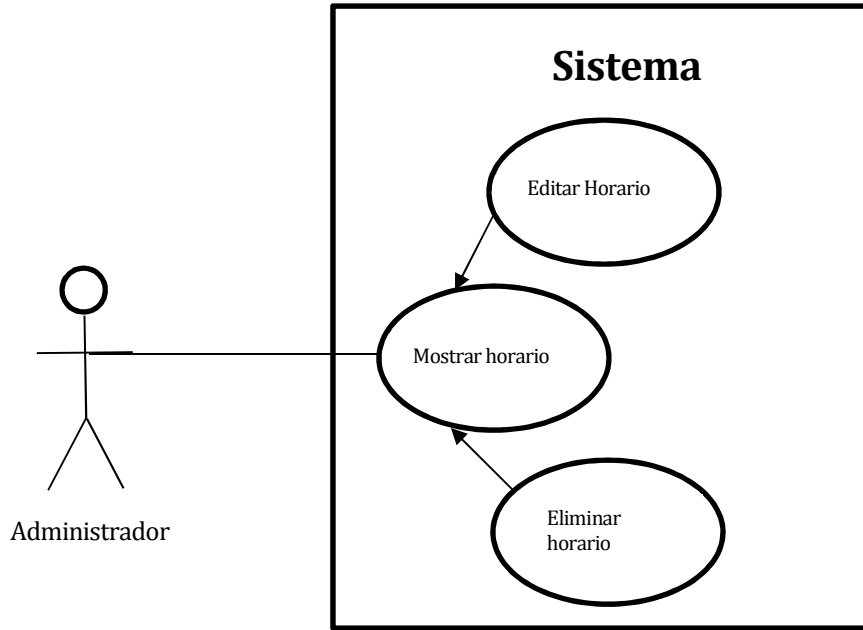 Sistema
Editar Horario
Mostrar horario
Eliminar
horario
Administrador